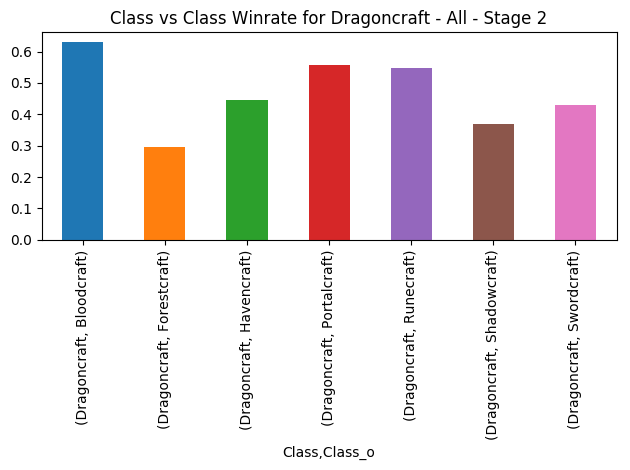 Class vs Class Winrate for Dragoncraft - All - Stage 2
0.6
0.5
0.4
0.3
0.2
0.1
0.0
(Dragoncraft, Bloodcraft)
(Dragoncraft, Forestcraft)
(Dragoncraft, Havencraft)
(Dragoncraft, Portalcraft)
(Dragoncraft, Runecraft)
(Dragoncraft, Shadowcraft)
(Dragoncraft, Swordcraft)
Class,Class_o